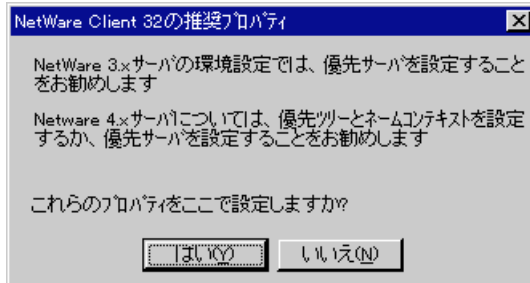 NetWare Client 32の推奨ﾌﾟﾛﾊﾟﾃｨ
NetWare 3.xｻｰﾊﾞの環境設定では、優先ｻｰﾊﾞを設定すること
をお勧めします
Netware 4.xｻｰﾊﾞについては、優先ﾂﾘｰとﾈｰﾑｺﾝﾃｷｽﾄを設定
するか、優先ｻｰﾊﾞを設定することをお勧めします
これらのﾌﾟﾛﾊﾟﾃｨをここで設定しますか?
はい(Y)
いいえ(N)